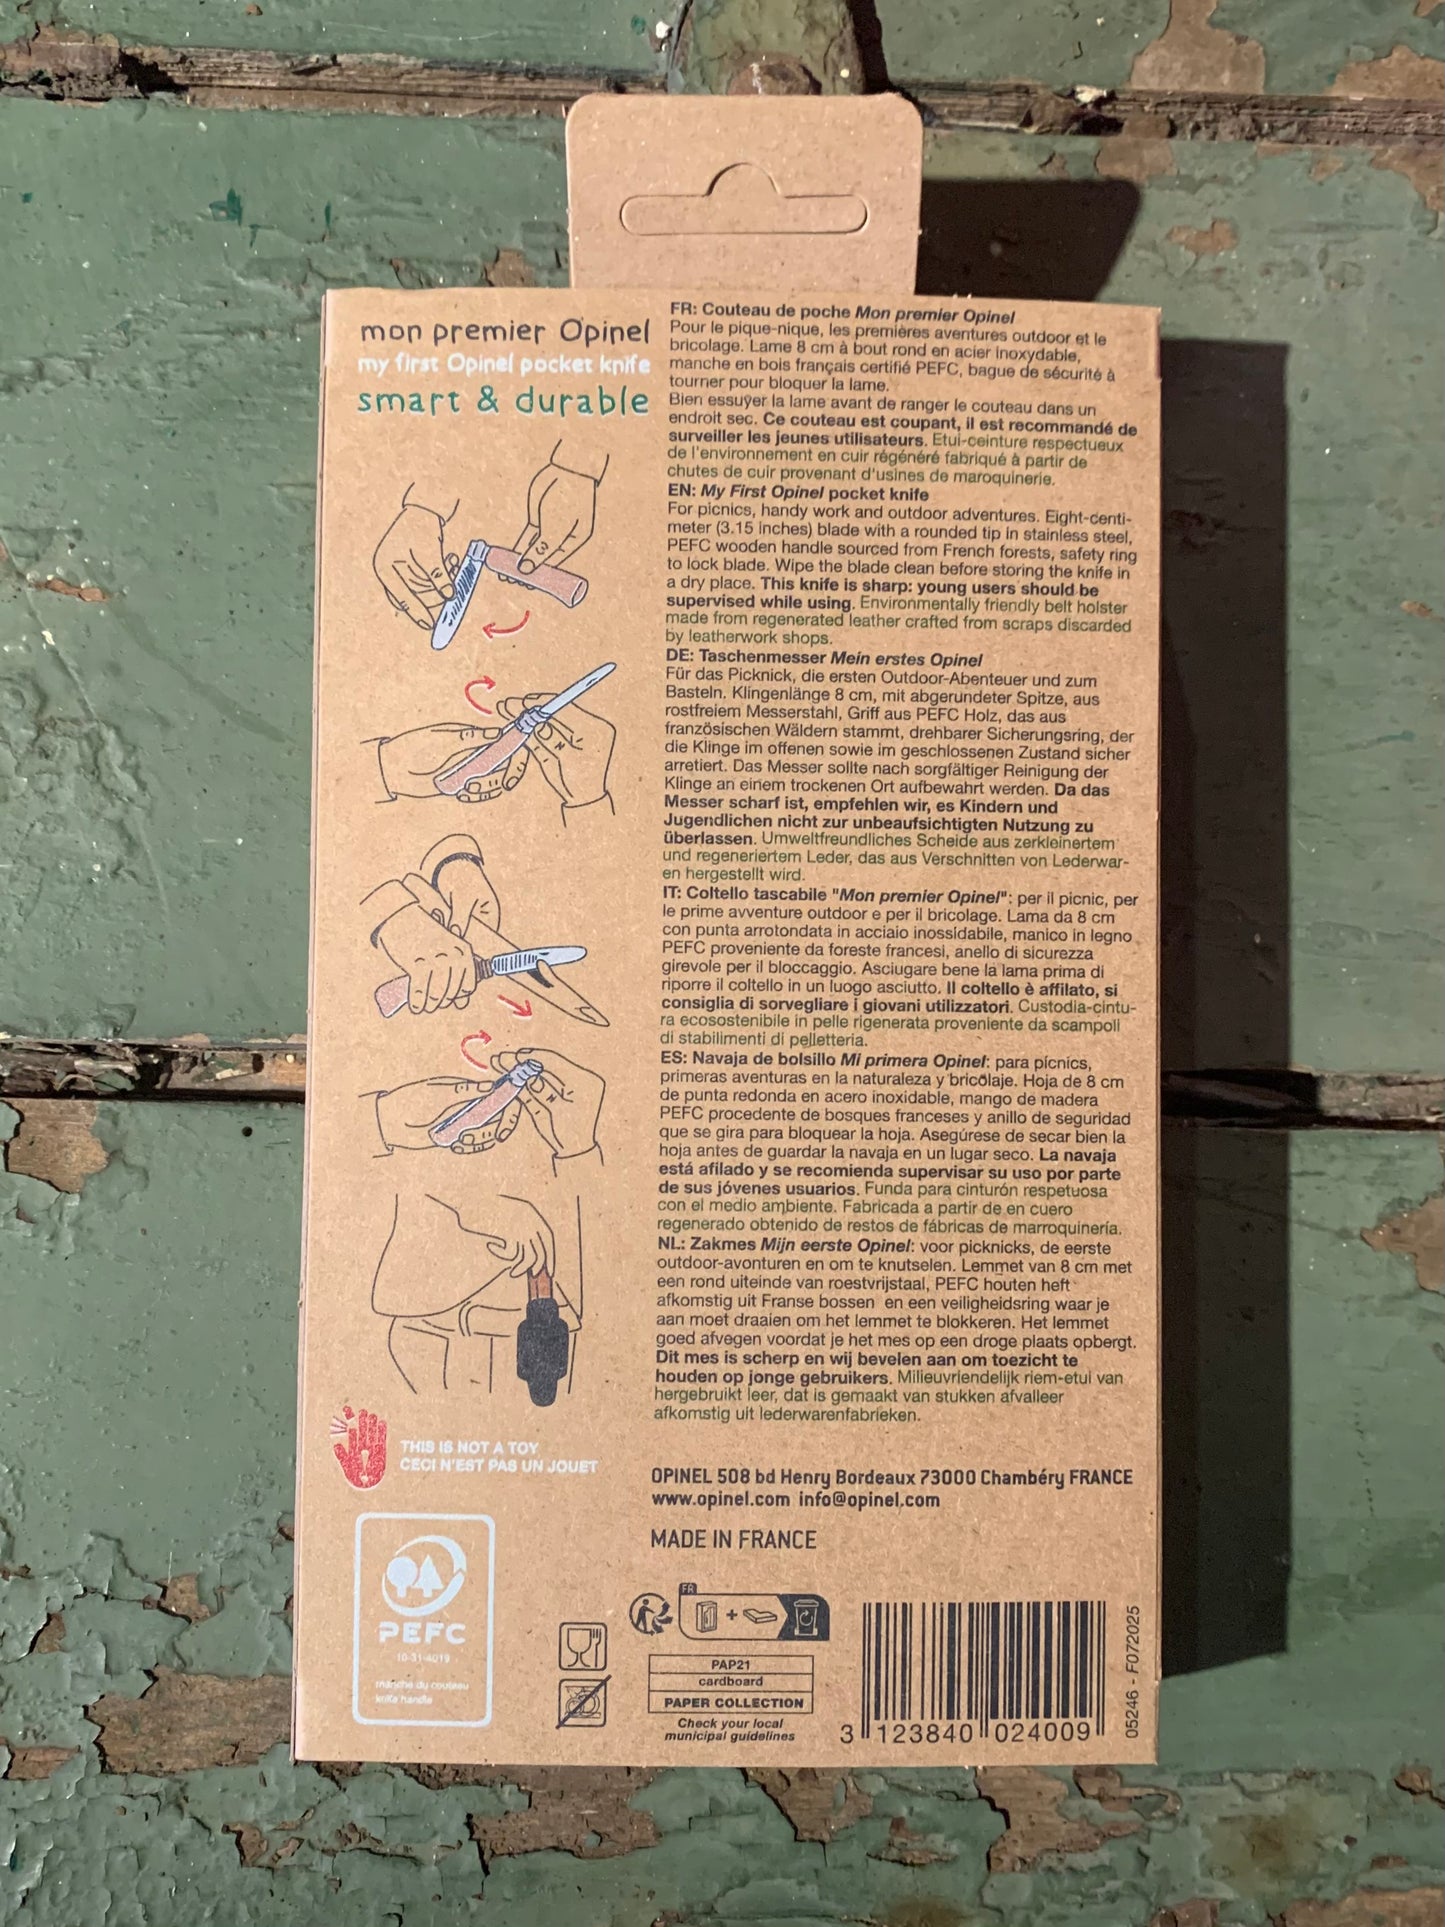 mon premier Opinel
my first Opinel pocket knife
smart & durable
FR: Couteau de poche Mon premier Opinel
Pour le pique-nique, les premières aventures outdoor et le
bricolage. Lame 8 cm à bout rond en acier inoxydable,
manche en bois français certifié PEFC, bague de sécurité à
tourner pour bloquer la lame.
Bien essuyer la lame avant de ranger le couteau dans un
endroit sec. Ce couteau est coupant, il est recommandé de
surveiller les jeunes utilisateurs. Etui-ceinture respectueux
de l'environnement en cuir régénéré fabriqué à partir de
chutes de cuir provenant d'usines de maroquinerie.
EN: My First Opinel pocket knife
For picnics, handy work and outdoor adventures. Eight-centi-
meter (3.15 inches) blade with a rounded tip in stainless steel,
PEFC wooden handle sourced from French forests, safety ring
to lock blade. Wipe the blade clean before storing the knife in
a dry place. This knife is sharp: young users should be
supervised while using. Environmentally friendly belt holster
made from regenerated leather crafted from scraps discarded
by leatherwork shops.
DE: Taschenmesser Mein erstes Opinel
Für das Picknick, die ersten Outdoor-Abenteuer und zum
Basteln. Klingenlänge 8 cm, mit abgerundeter Spitze, aus
rostfreiem Messerstahl, Griff aus PEFC Holz, das aus
französischen Wäldern stammt, drehbarer Sicherungsring, der
die Klinge im offenen sowie im geschlossenen Zustand sicher
arretiert. Das Messer sollte nach sorgfältiger Reinigung der
Klinge an einem trockenen Ort aufbewahrt werden. Da das
Messer scharf ist, empfehlen wir, es Kindern und
Jugendlichen nicht zur unbeaufsichtigten Nutzung zu
überlassen. Umweltfreundliches Scheide aus zerkleinertem
und regeneriertem Leder, das aus Verschnitten von Lederwar-
en hergestellt wird.
IT: Coltello tascabile "Mon premier Opinel": per il picnic, per
le prime avventure outdoor e per il bricolage. Lama da 8 cm
con punta arrotondata in acciaio inossidabile, manico in legno
PEFC proveniente da foreste francesi, anello di sicurezza
girevole per il bloccaggio. Asciugare bene la lama prima di
riporre il coltello in un luogo asciutto. Il coltello è affilato, si
consiglia di sorvegliare i giovani utilizzatori. Custodia-cintu-
ra ecosostenibile in pelle rigenerata proveniente da scampoli
di stabilimenti di pelletteria.
ES: Navaja de bolsillo Mi primera Opinel: para picnics,
primeras aventuras en la naturaleza y bricolaje. Hoja de 8 cm
de punta redonda en acero inoxidable, mango de madera
PEFC procedente de bosques franceses y anillo de seguridad
que se gira para bloquear la hoja. Asegúrese de secar bien la
hoja antes de guardar la navaja en un lugar seco. La navaja
está afilado y se recomienda supervisar su uso por parte
de sus jóvenes usuarios. Funda para cinturón respetuosa
con el medio ambiente. Fabricada a partir de en cuero
regenerado obtenido de restos de fábricas de marroquinería.
NL: Zakmes Mijn eerste Opinel: voor picknicks, de eerste
outdoor-avonturen en om te knutselen. Lemmet van 8 cm met
een rond uiteinde van roestvrijstaal, PEFC houten heft
afkomstig uit Franse bossen en een veiligheidsring waar je
aan moet draaien om het lemmet te blokkeren. Het lemmet
goed afvegen voordat je het mes op een droge plaats opbergt.
Dit mes is scherp en wij bevelen aan om toezicht te
houden op jonge gebruikers. Milieuvriendelijk riem-etui van
hergebruikt leer, dat is gemaakt van stukken afvalleer
afkomstig uit lederwarenfabrieken.
THIS IS NOT A TOY
CECI N'EST PAS UN JOUET
OPINEL 508 bd Henry Bordeaux 73000 Chambéry FRANCE
www.opinel.com info@opinel.com
MADE IN FRANCE
PEFC
10-31-4019
manche du couteau
knife handle
FR
PAP21
cardboard
PAPER COLLECTION
Check your local
municipal guidelines
3 123840 024009
05246 - F072025